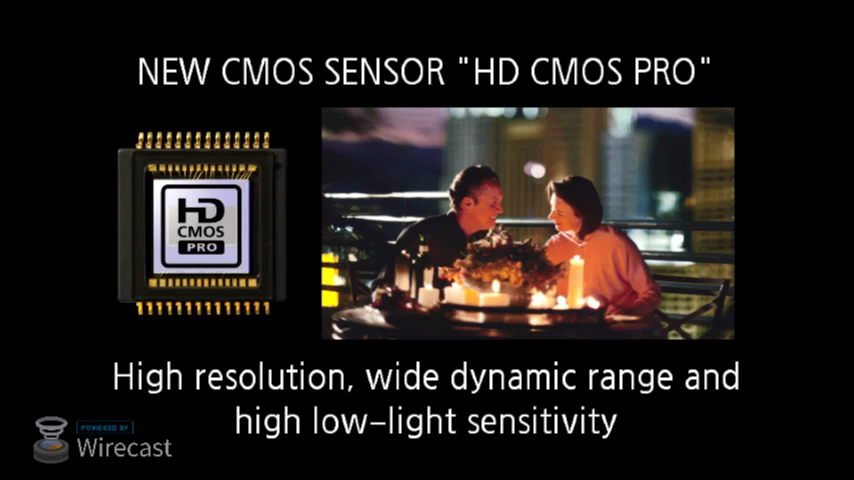 NEW CMOS SENSOR "HD CMOS PRO"
HD
CMOS
PRO
High resolution, wide dynamic range and
high low-light sensitivity
POWERED BY
Wirecast